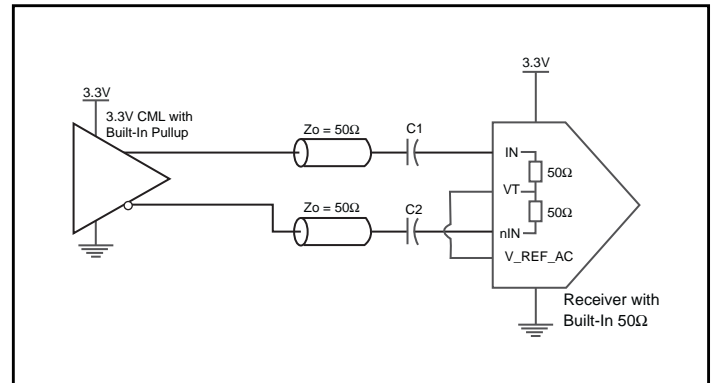 3.3V
3.3V CML with
Built-In Pullup
Zo = 50Ω
C1
3.3V
IN
50Ω
VT
50Ω
Zo = 50Ω
C2
nIN
V_REF_AC
Receiver with
Built-In 50Ω